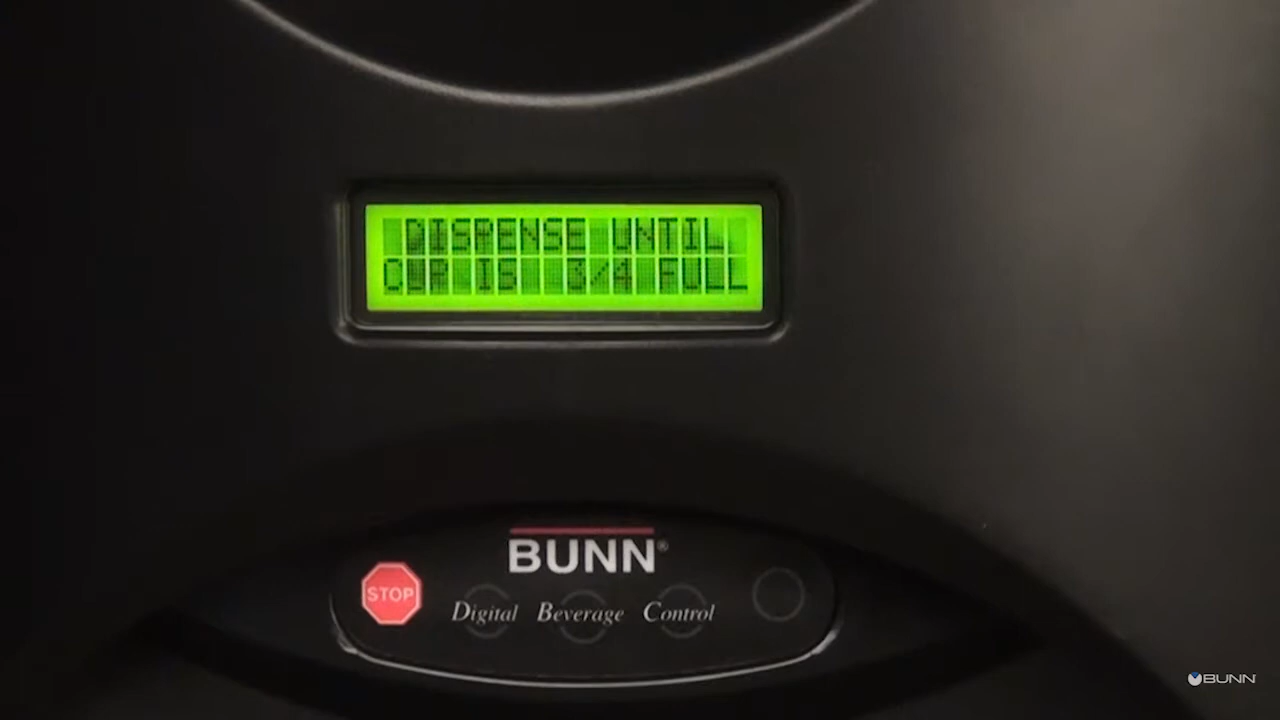 DISPENSE UNTIL
CUP IS 3/4 FULL
BUNN®
STOP
Digital Beverage Control
BUNN